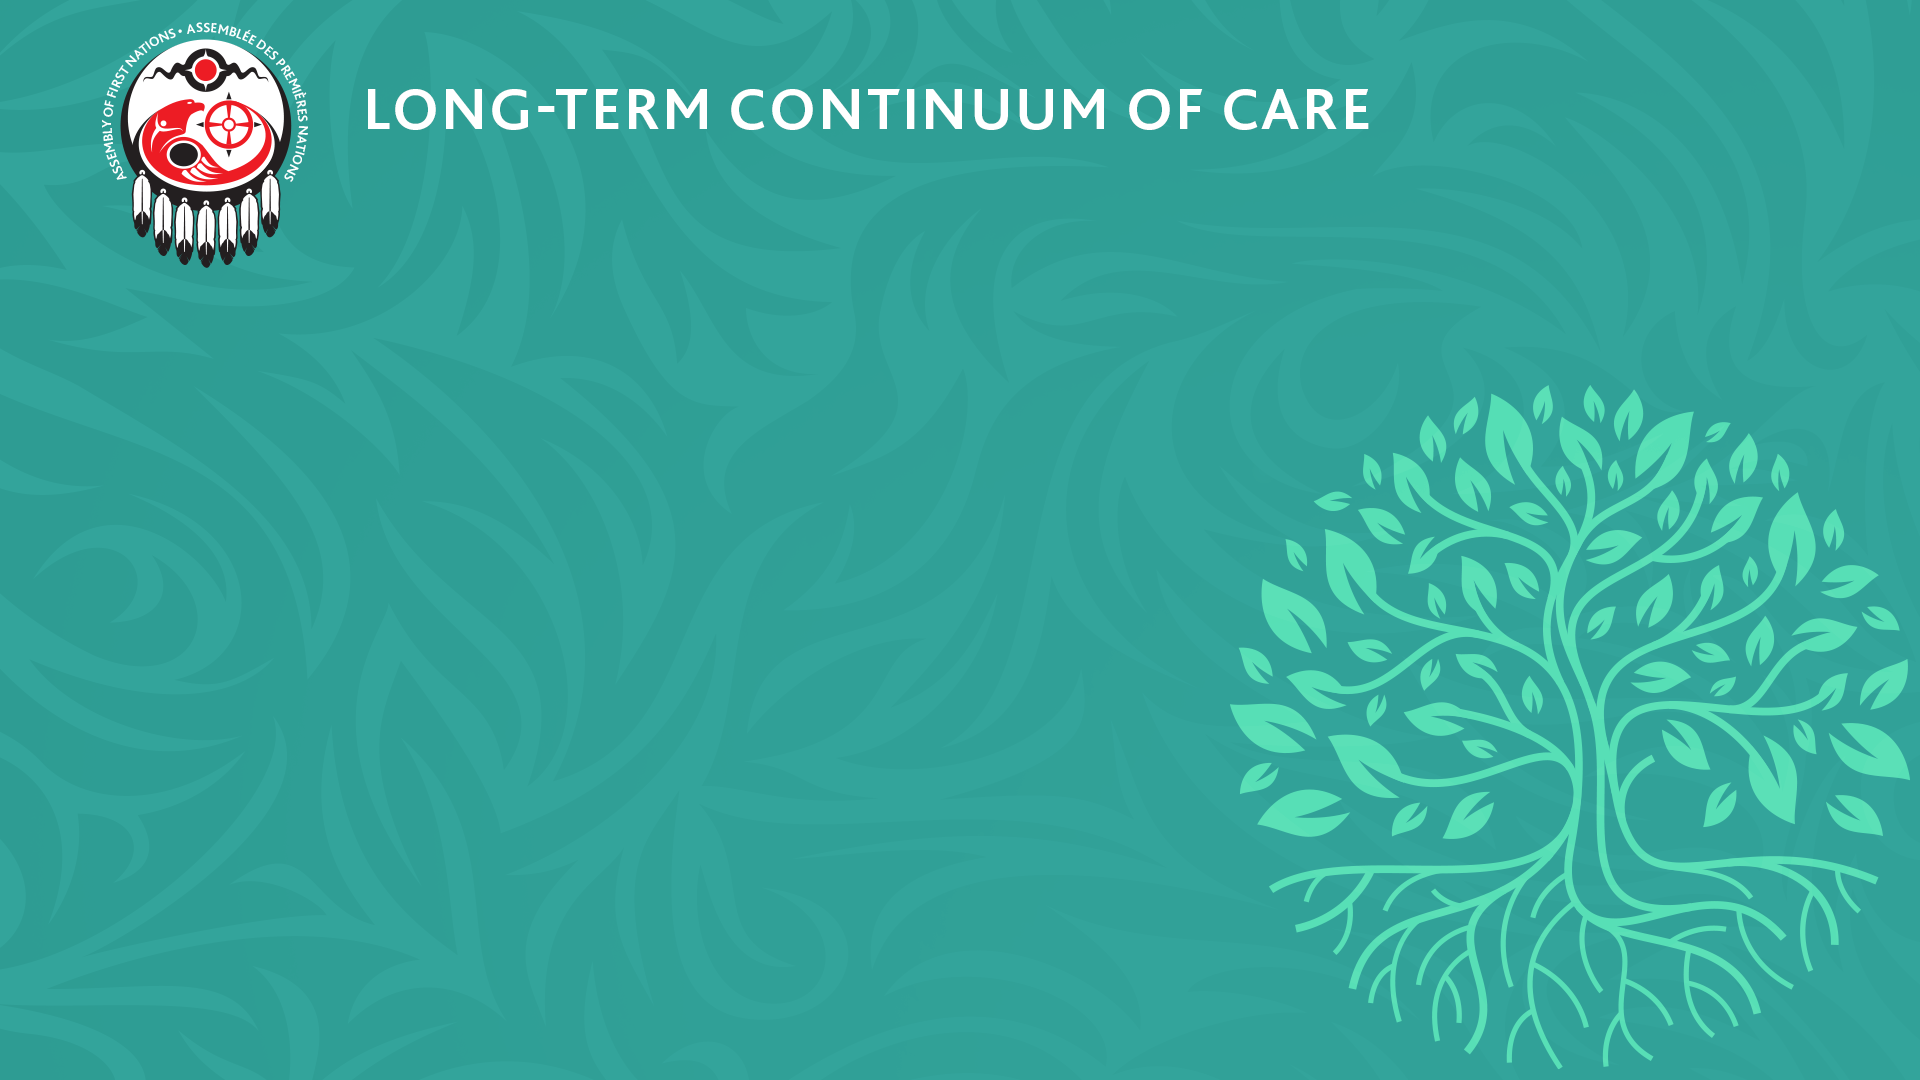 ASSEMBLY OF FIRST NATIONS • ASSEMBLÉE DES PREMIÈRES NATIONS
LONG-TERM CONTINUUM OF CARE